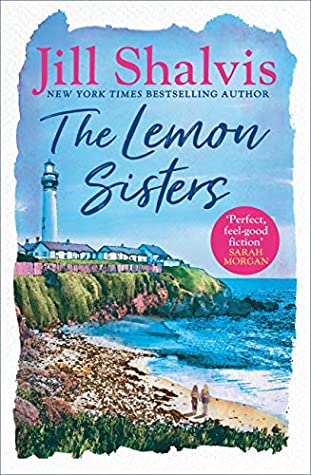 Jill Shalvis
NEW YORK TIMES BESTSELLING AUTHOR
The Lemon
Sisters
‘Perfect,
feel-good
fiction’
SARAH
MORGAN